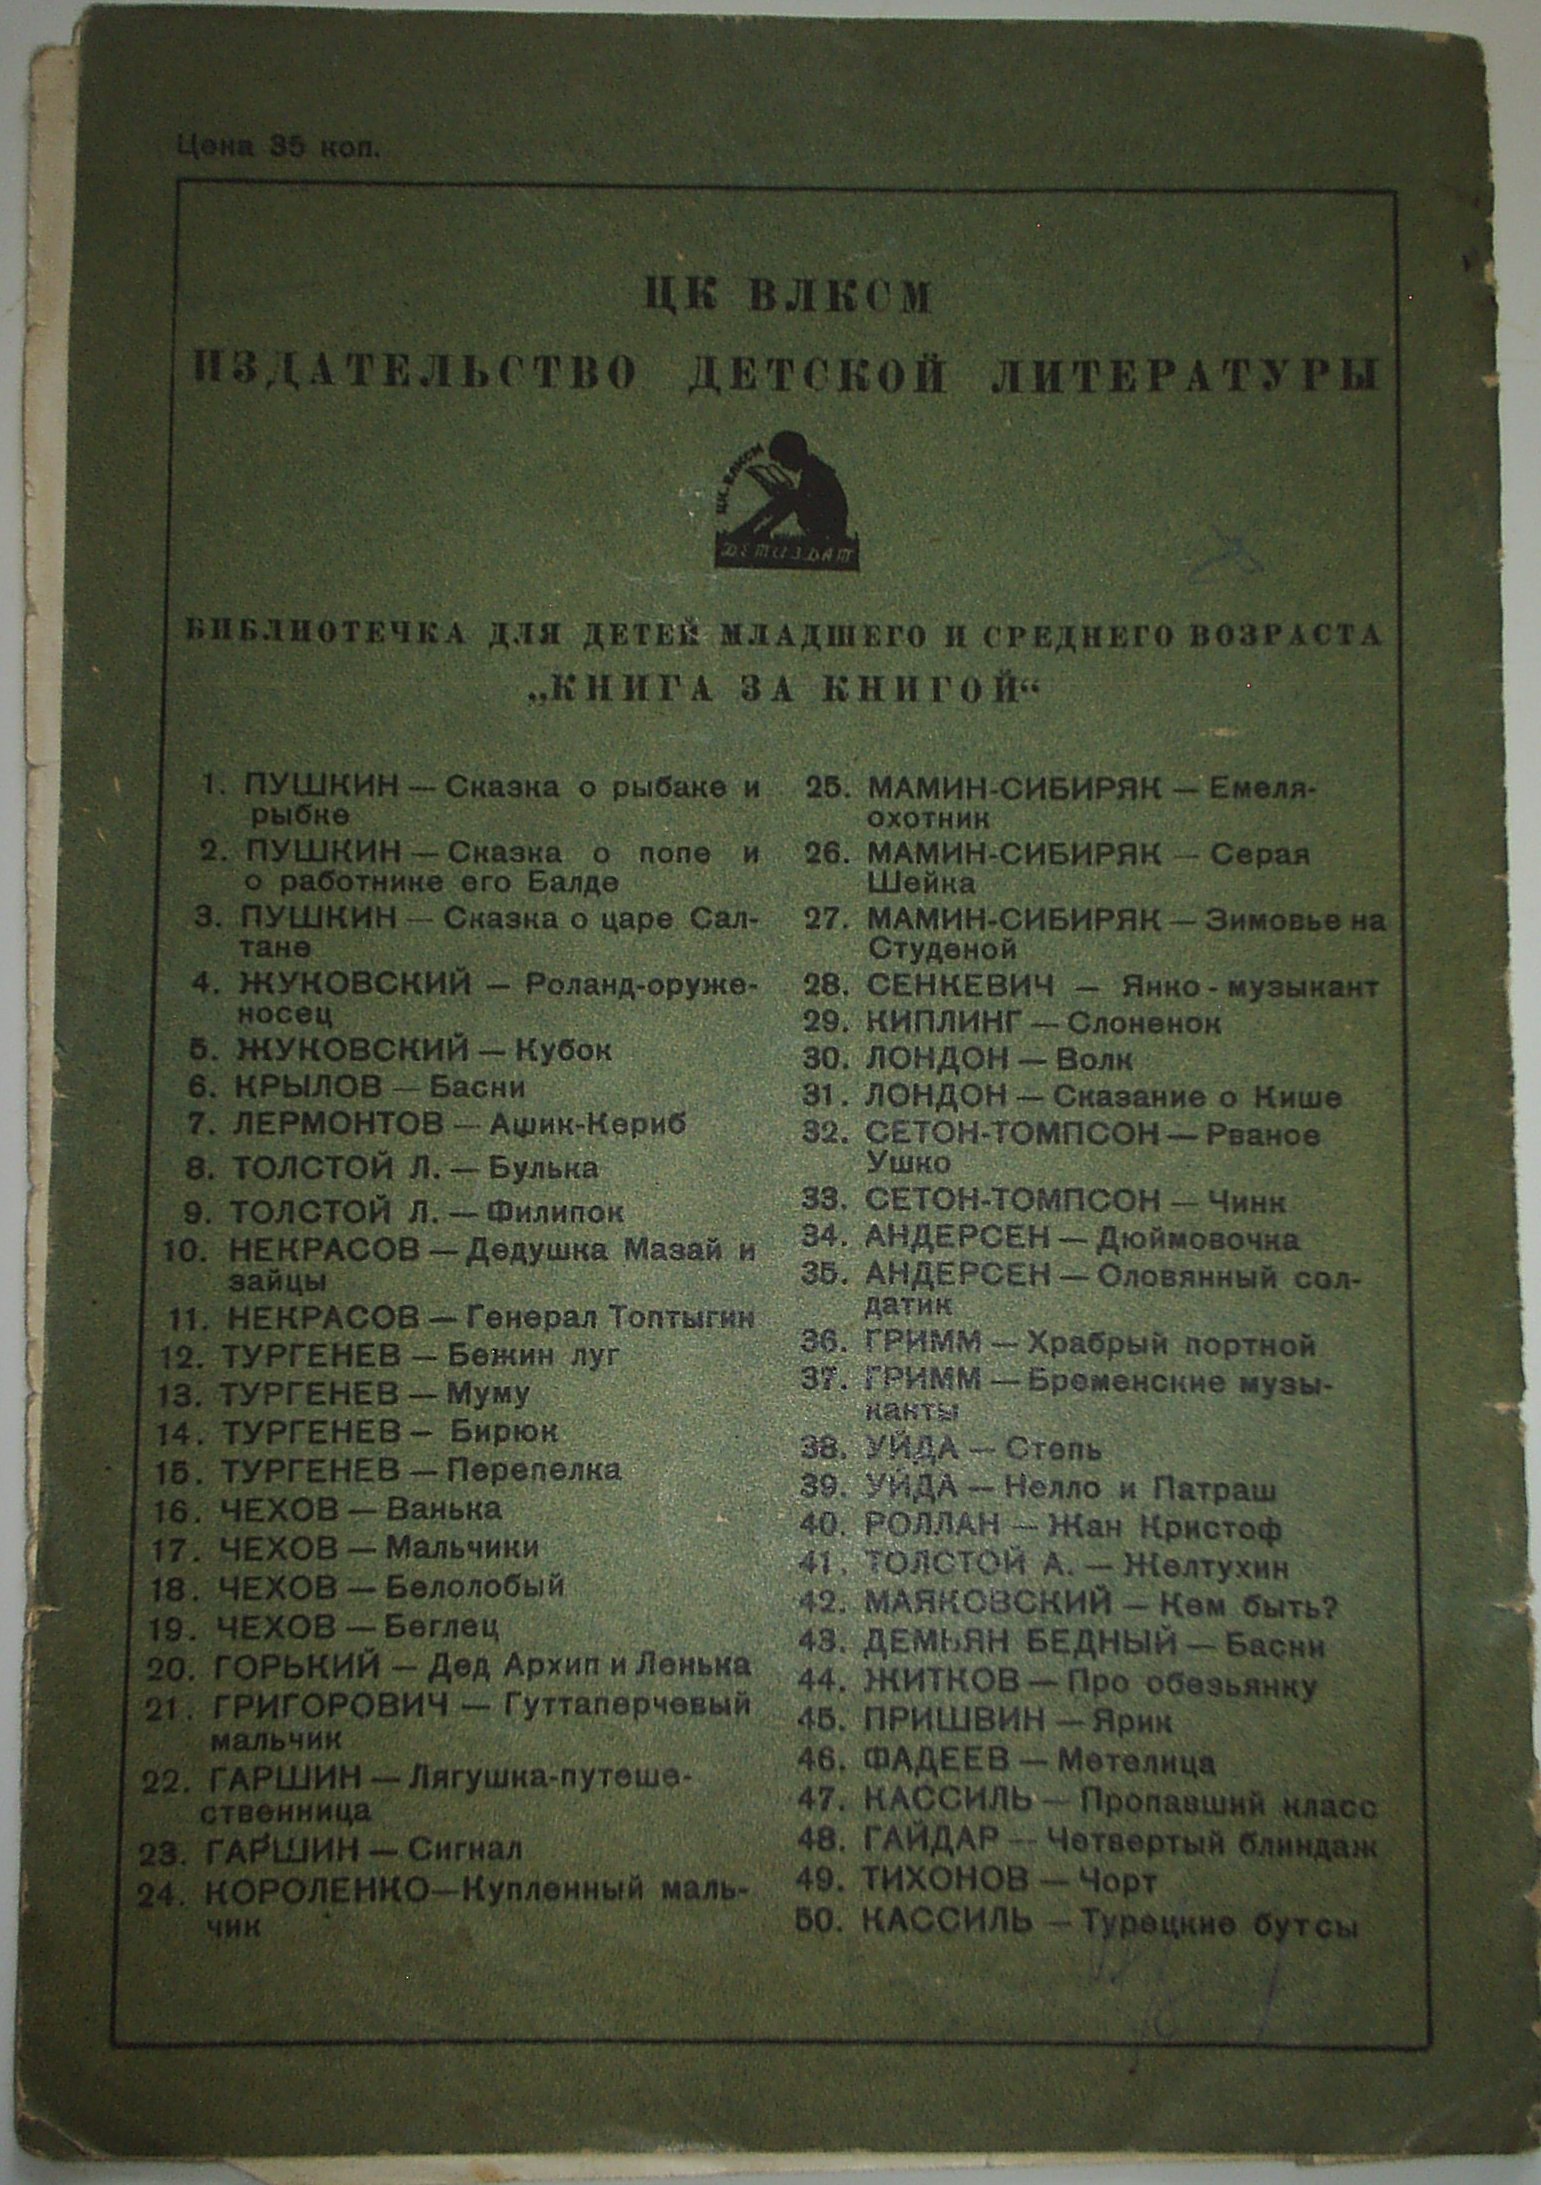 Цена 35 коп.
ЦК ВЛКСМ
ИЗДАТЕЛЬСТВО ДЕТСКОЙ ЛИТЕРАТУРЫ
ЦК. ВЛКСМ
ДЕТИЗДАТ
БИБЛИОТЕЧКА ДЛЯ ДЕТЕЙ МЛАДШЕГО И СРЕДНЕГО ВОЗРАСТА
„КНИГА ЗА КНИГОЙ“
1. ПУШКИН — Сказка о рыбаке и
рыбке
2. ПУШКИН — Сказка о попе и
о работнике его Балде
3. ПУШКИН — Сказка о царе Сал-
тане
4. ЖУКОВСКИЙ — Роланд-оруже-
носец
5. ЖУКОВСКИЙ — Кубок
6. КРЫЛОВ — Басни
7. ЛЕРМОНТОВ — Ашик-Кериб
8. ТОЛСТОЙ Л. — Булька
9. ТОЛСТОЙ Л. — Филипок
10. НЕКРАСОВ — Дедушка Мазай и
зайцы
11. НЕКРАСОВ — Генерал Топтыгин
12. ТУРГЕНЕВ — Бежин луг
13. ТУРГЕНЕВ — Муму
14. ТУРГЕНЕВ — Бирюк
15. ТУРГЕНЕВ — Перепелка
16. ЧЕХОВ — Ванька
17. ЧЕХОВ — Мальчики
18. ЧЕХОВ — Белолобый
19. ЧЕХОВ — Беглец
20. ГОРЬКИЙ — Дед Архип и Ленька
21. ГРИГОРОВИЧ — Гуттаперчевый
мальчик
22. ГАРШИН — Лягушка-путеше-
ственница
23. ГАРШИН — Сигнал
24. КОРОЛЕНКО — Купленный маль-
чик
25. МАМИН-СИБИРЯК — Емеля-
охотник
26. МАМИН-СИБИРЯК — Серая
Шейка
27. МАМИН-СИБИРЯК — Зимовье на
Студеной
28. СЕНКЕВИЧ — Янко - музыкант
29. КИПЛИНГ — Слоненок
30. ЛОНДОН — Волк
31. ЛОНДОН — Сказание о Кише
32. СЕТОН-ТОМПСОН — Рваное
Ушко
33. СЕТОН-ТОМПСОН — Чинк
34. АНДЕРСЕН — Дюймовочка
35. АНДЕРСЕН — Оловянный сол-
датик
36. ГРИММ — Храбрый портной
37. ГРИММ — Бременские музы-
канты
38. УЙДА — Степь
39. УЙДА — Нелло и Патраш
40. РОЛЛАН — Жан Кристоф
41. ТОЛСТОЙ А. — Желтухин
42. МАЯКОВСКИЙ — Кем быть?
43. ДЕМЬЯН БЕДНЫЙ — Басни
44. ЖИТКОВ — Про обезьянку
45. ПРИШВИН — Ярик
46. ФАДЕЕВ — Метелица
47. КАССИЛЬ — Пропавший класс
48. ГАЙДАР — Четвертый блиндаж
49. ТИХОНОВ — Чорт
50. КАССИЛЬ — Турецкие бутсы